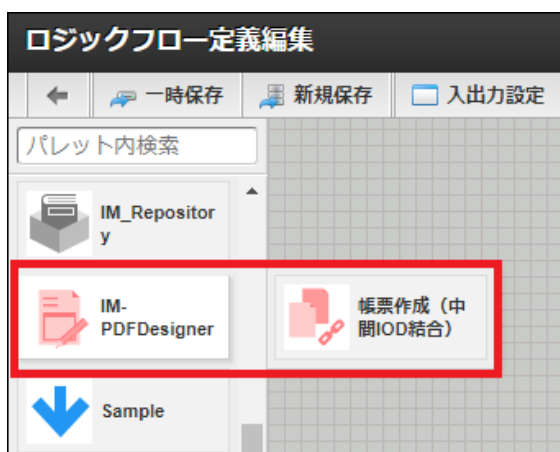 ロジックフロー定義編集
一時保存 新規保存 入出力設定
パレット内検索
IM_Repositor
y
IM-
PDFDesigner
帳票作成（中
間IOD結合）
Sample